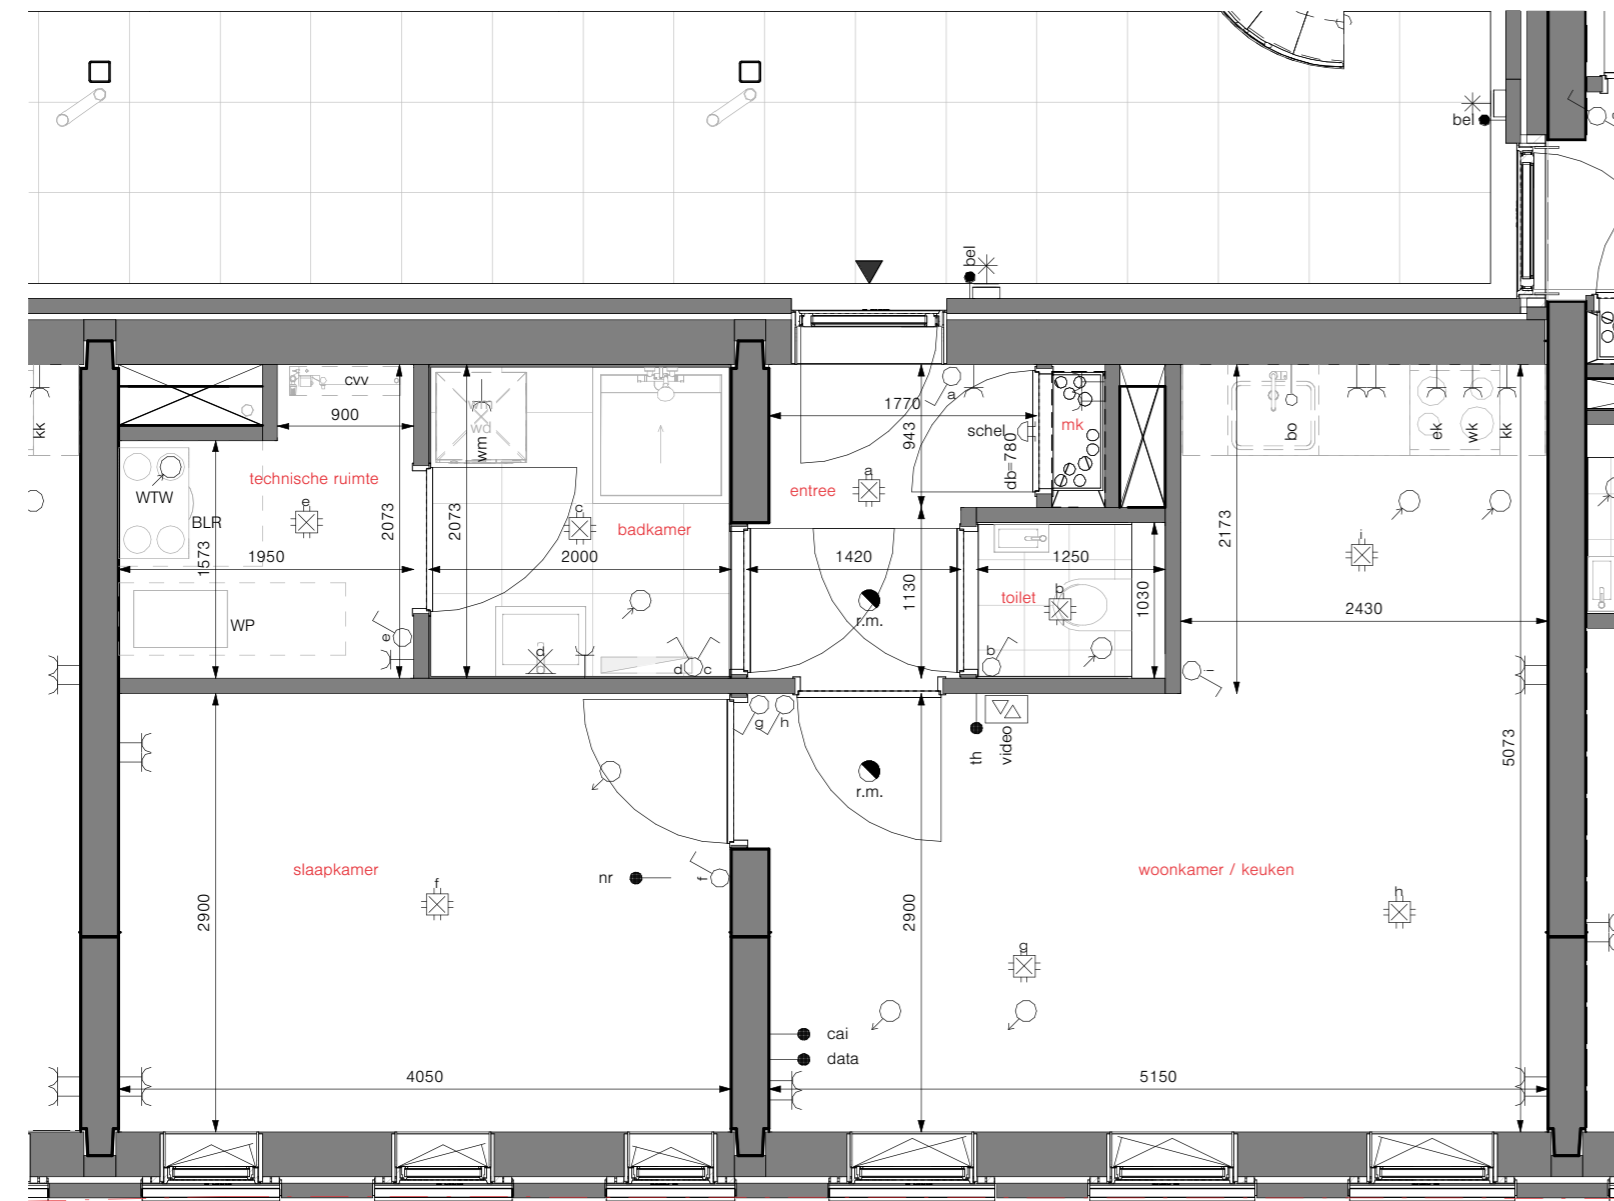 bel
bel
cvv
kk
900
wm
wd
wm
1770
a
schel
943
db=780
mk
bo
ek
wk
kk
technische ruimte
WTW
e
BLR
2073
2073
c
badkamer
entree
a
1573
1950
2000
1420
1250
2173
i
WP
1130
toilet
b
1030
2430
r.m.
e
d
d
c
b
i
g
h
th
video
r.m.
5073
slaapkamer
nr
f
f
woonkamer / keuken
h
2900
2900
g
cai
data
4050
5150